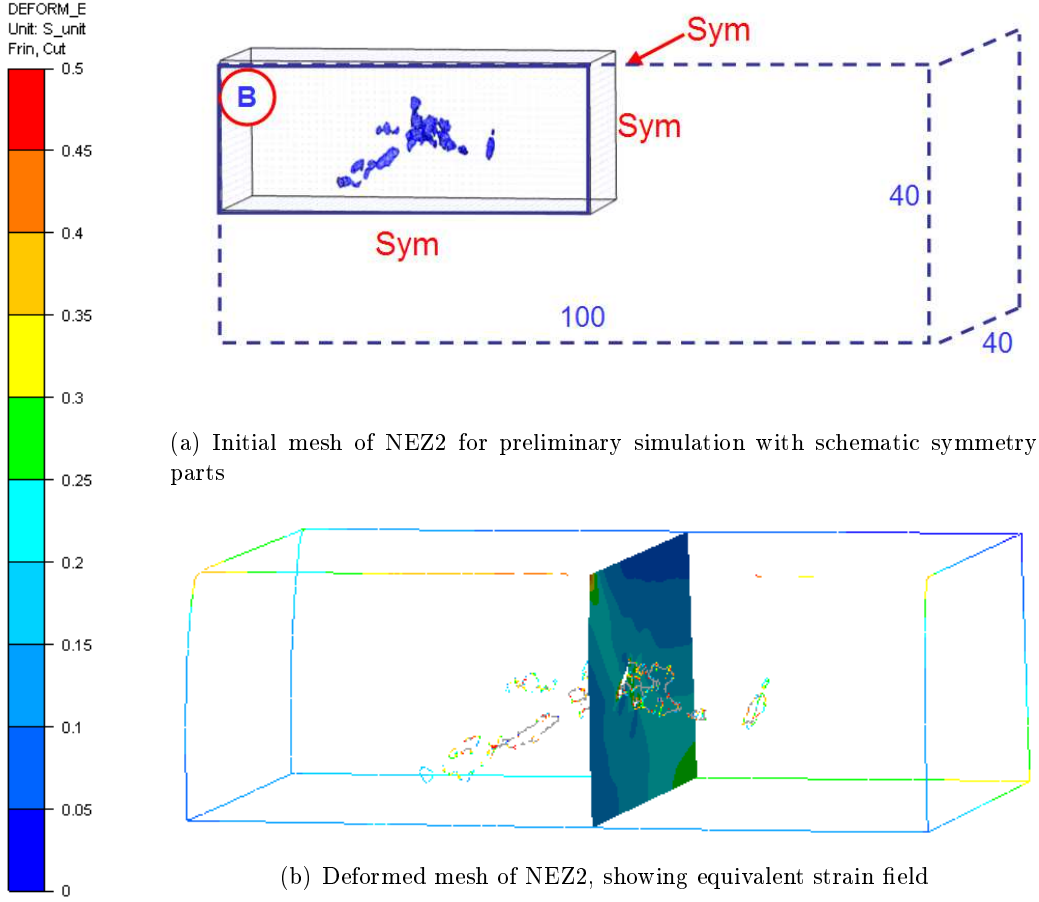 DEFORM_E
Unit: S_unit
Frin, Cut
0.5
0.45
0.4
0.35
0.3
0.25
0.2
0.15
0.1
0.05
0
Sym
B
Sym
40
Sym
100
40
(a) Initial mesh of NEZ2 for preliminary simulation with schematic symmetry
parts
(b) Deformed mesh of NEZ2, showing equivalent strain field